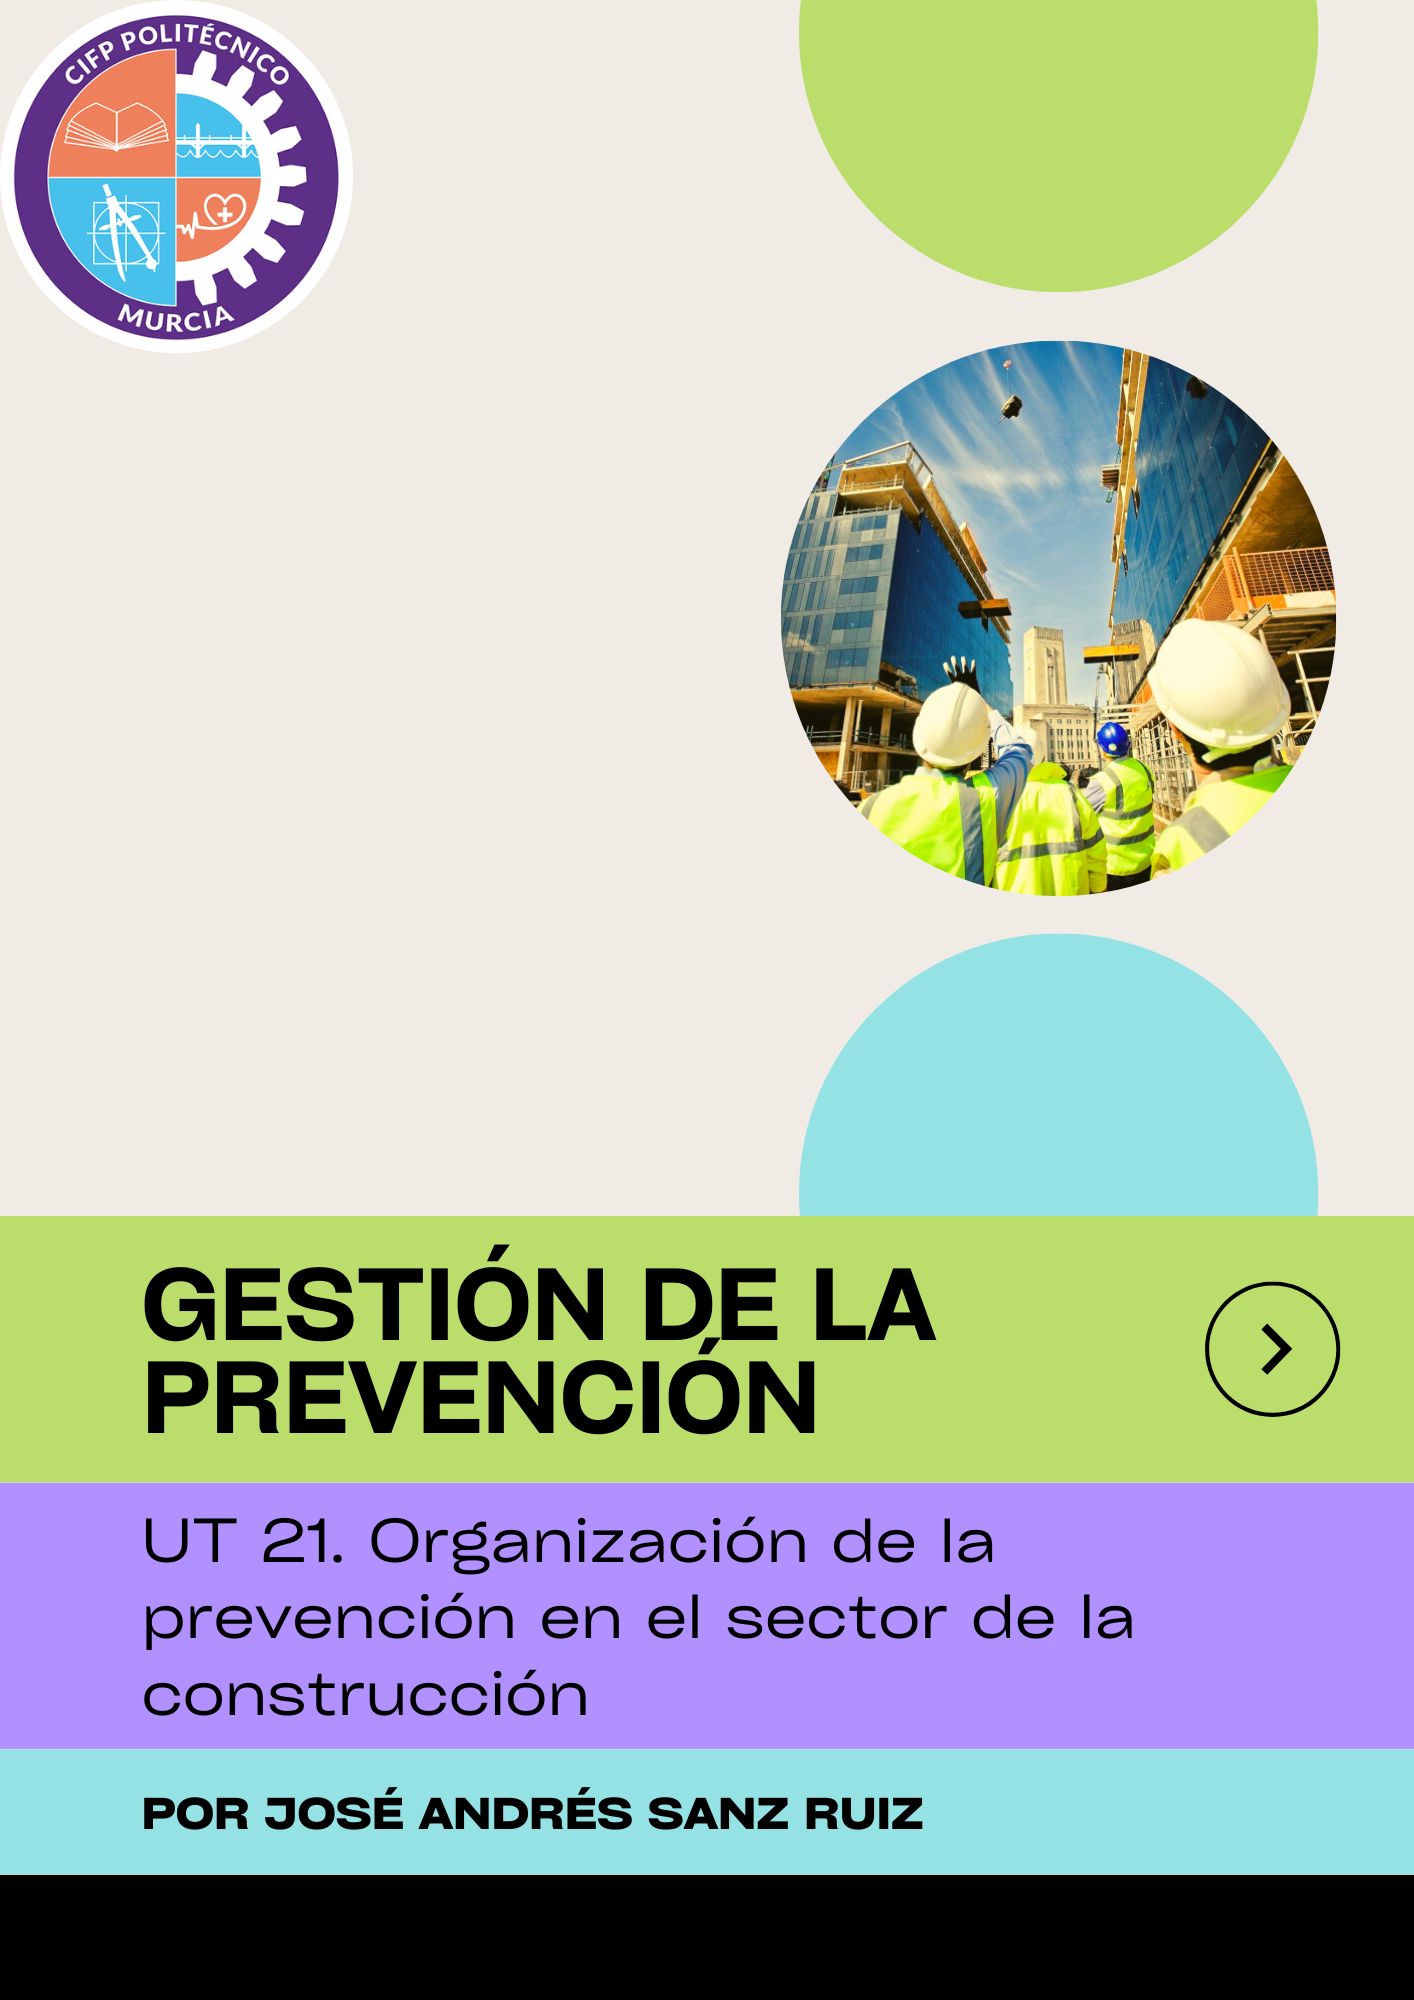 CIFP POLITÉCNICO
MURCIA
GESTIÓN DE LA
PREVENCIÓN
UT 21. Organización de la
prevención en el sector de la
construcción
POR JOSÉ ANDRÉS SANZ RUIZ